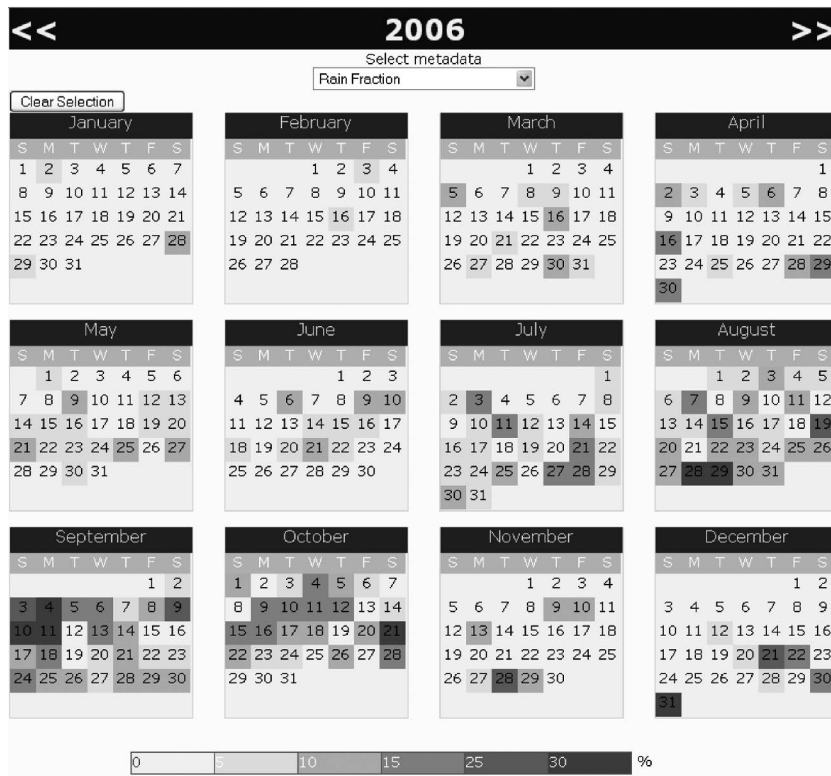 << 2006 >>
Select metadata
Rain Fraction
Clear Selection
January February March April
S M T W T F S S M T W T F S S M T W T F S S M T W T F S
1 2 3 4 5 6 7 1 2 3 4 1 2 3 4 1
8 9 10 11 12 13 14 5 6 7 8 9 10 11 5 6 7 8 9 10 11 2 3 4 5 6 7 8
15 16 17 18 19 20 21 12 13 14 15 16 17 18 12 13 14 15 16 17 18 9 10 11 12 13 14 15
22 23 24 25 26 27 28 19 20 21 22 23 24 25 19 20 21 22 23 24 25 16 17 18 19 20 21 22
29 30 31 26 27 28 26 27 28 29 30 31 23 24 25 26 27 28 29
30
May June July August
S M T W T F S S M T W T F S S M T W T F S S M T W T F S
1 2 3 4 5 6 1 2 3 1 1 2 3 4 5
7 8 9 10 11 12 13 4 5 6 7 8 9 10 2 3 4 5 6 7 8 6 7 8 9 10 11 12
14 15 16 17 18 19 20 11 12 13 14 15 16 17 9 10 11 12 13 14 15 13 14 15 16 17 18 19
21 22 23 24 25 26 27 18 19 20 21 22 23 24 16 17 18 19 20 21 22 20 21 22 23 24 25 26
28 29 30 31 25 26 27 28 29 30 23 24 25 26 27 28 29 27 28 29 30 31
30 31
September October November December
S M T W T F S S M T W T F S S M T W T F S S M T W T F S
1 2 1 2 3 4 5 6 7 1 2 3 4 1 2
3 4 5 6 7 8 9 8 9 10 11 12 13 14 5 6 7 8 9 10 11 3 4 5 6 7 8 9
10 11 12 13 14 15 16 15 16 17 18 19 20 21 12 13 14 15 16 17 18 10 11 12 13 14 15 16
17 18 19 20 21 22 23 22 23 24 25 26 27 28 19 20 21 22 23 24 25 17 18 19 20 21 22 23
24 25 26 27 28 29 30 29 30 31 26 27 28 29 30 24 25 26 27 28 29 30
31
0 5 10 15 25 30 %